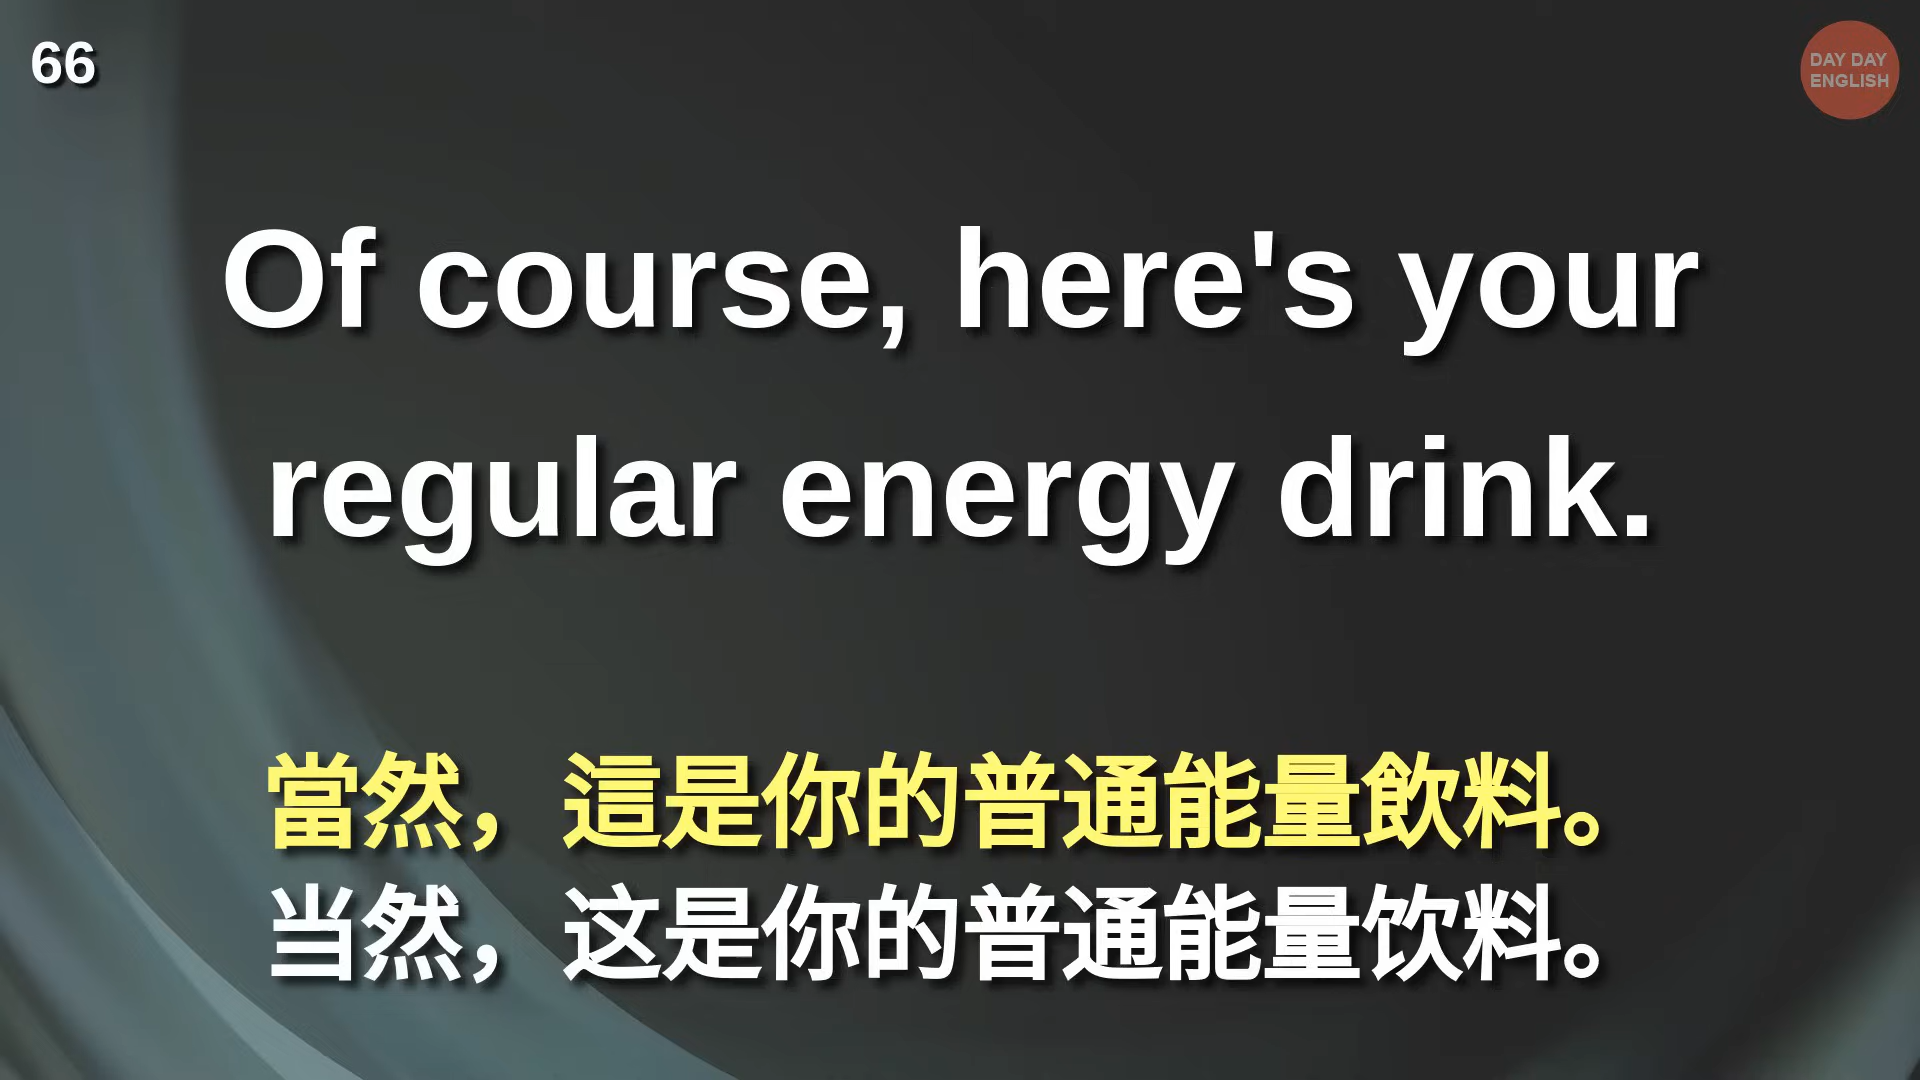 66
DAY DAY
ENGLISH
Of course, here's your
regular energy drink.
當然，這是你的普通能量飲料。
当然，这是你的普通能量饮料。